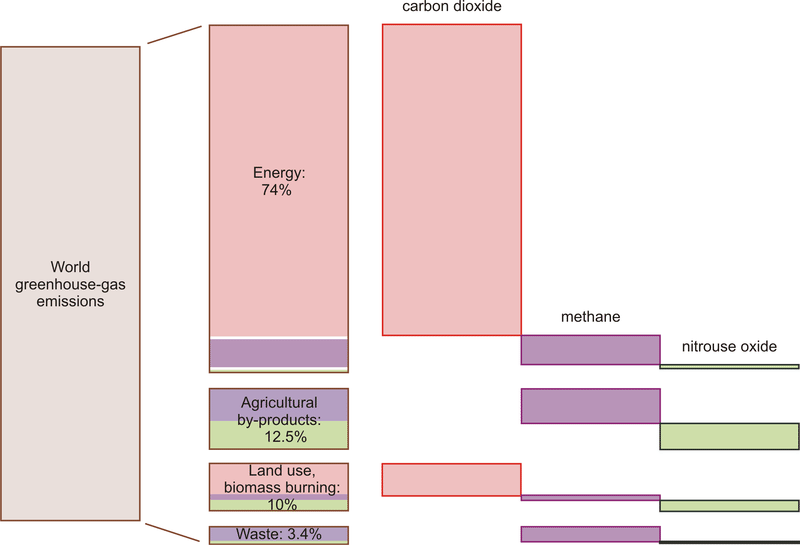 carbon dioxide
Energy:
74%
World
greenhouse-gas
emissions
methane
nitrouse oxide
Agricultural
by-products:
12.5%
Land use,
biomass burning:
10%
Waste: 3.4%